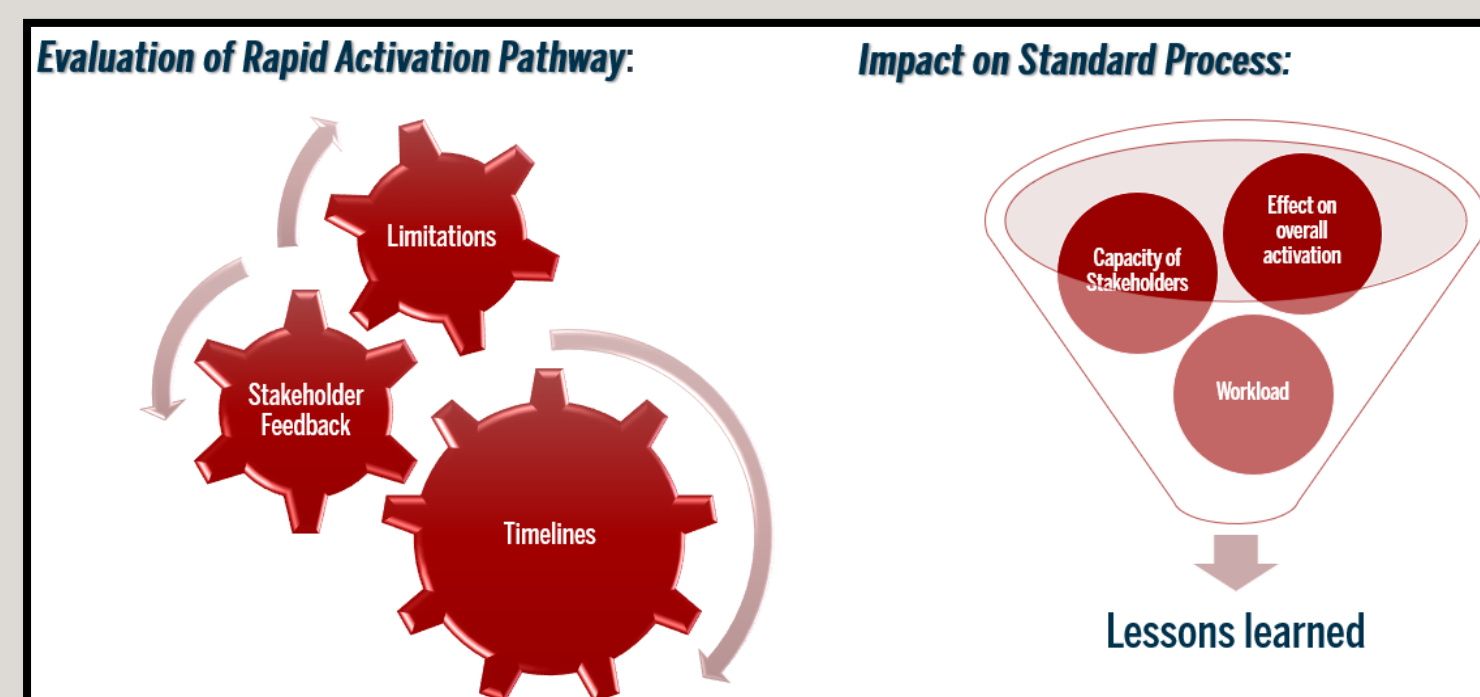 Evaluation of Rapid Activation Pathway:
Limitations
Stakeholder
Feedback
Timelines
Impact on Standard Process:
Effect on
overall
activation
Capacity of
Stakeholders
Workload
Lessons learned